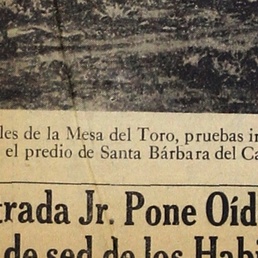 les de la Mesa del Toro, pruebas in
el predio de Santa Bárbara del Ca
trada Jr. Pone Oíd
de sed de los Habi